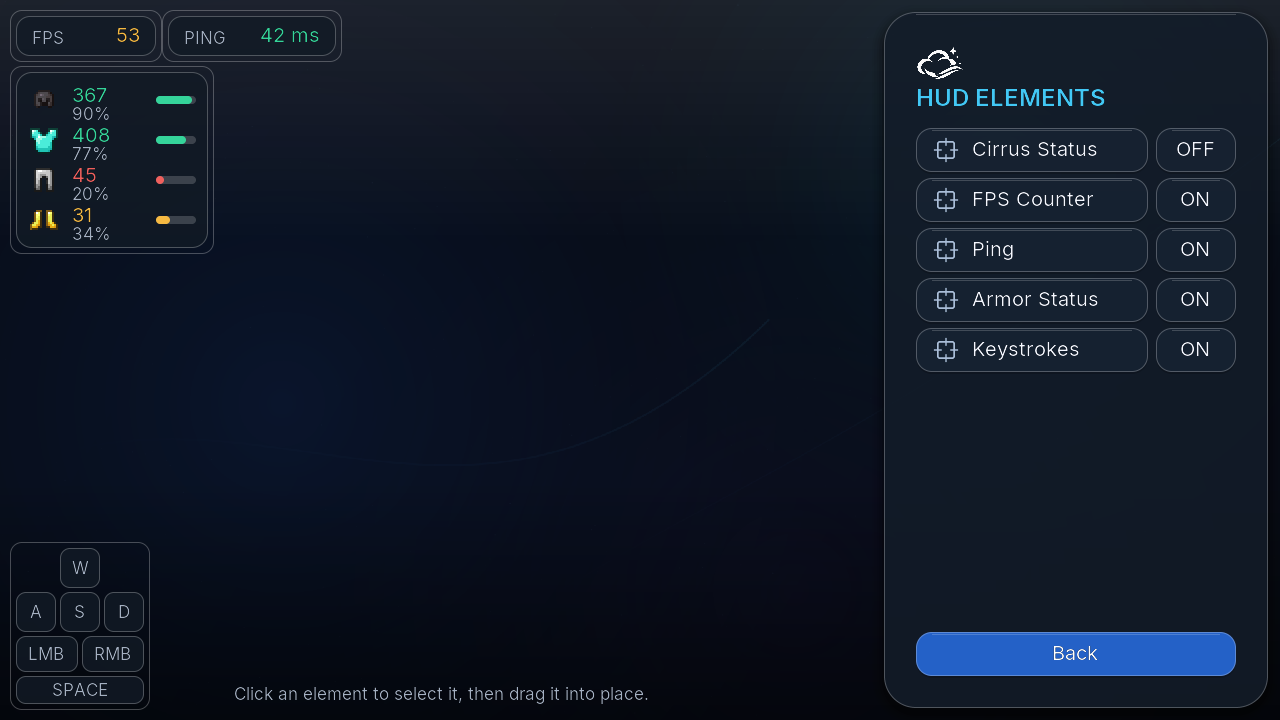 FPS 53
PING 42 ms
367
90%
408
77%
45
20%
31
34%
W
A S D
LMB RMB
SPACE
Click an element to select it, then drag it into place.
HUD ELEMENTS
Cirrus Status OFF
FPS Counter ON
Ping ON
Armor Status ON
Keystrokes ON
Back